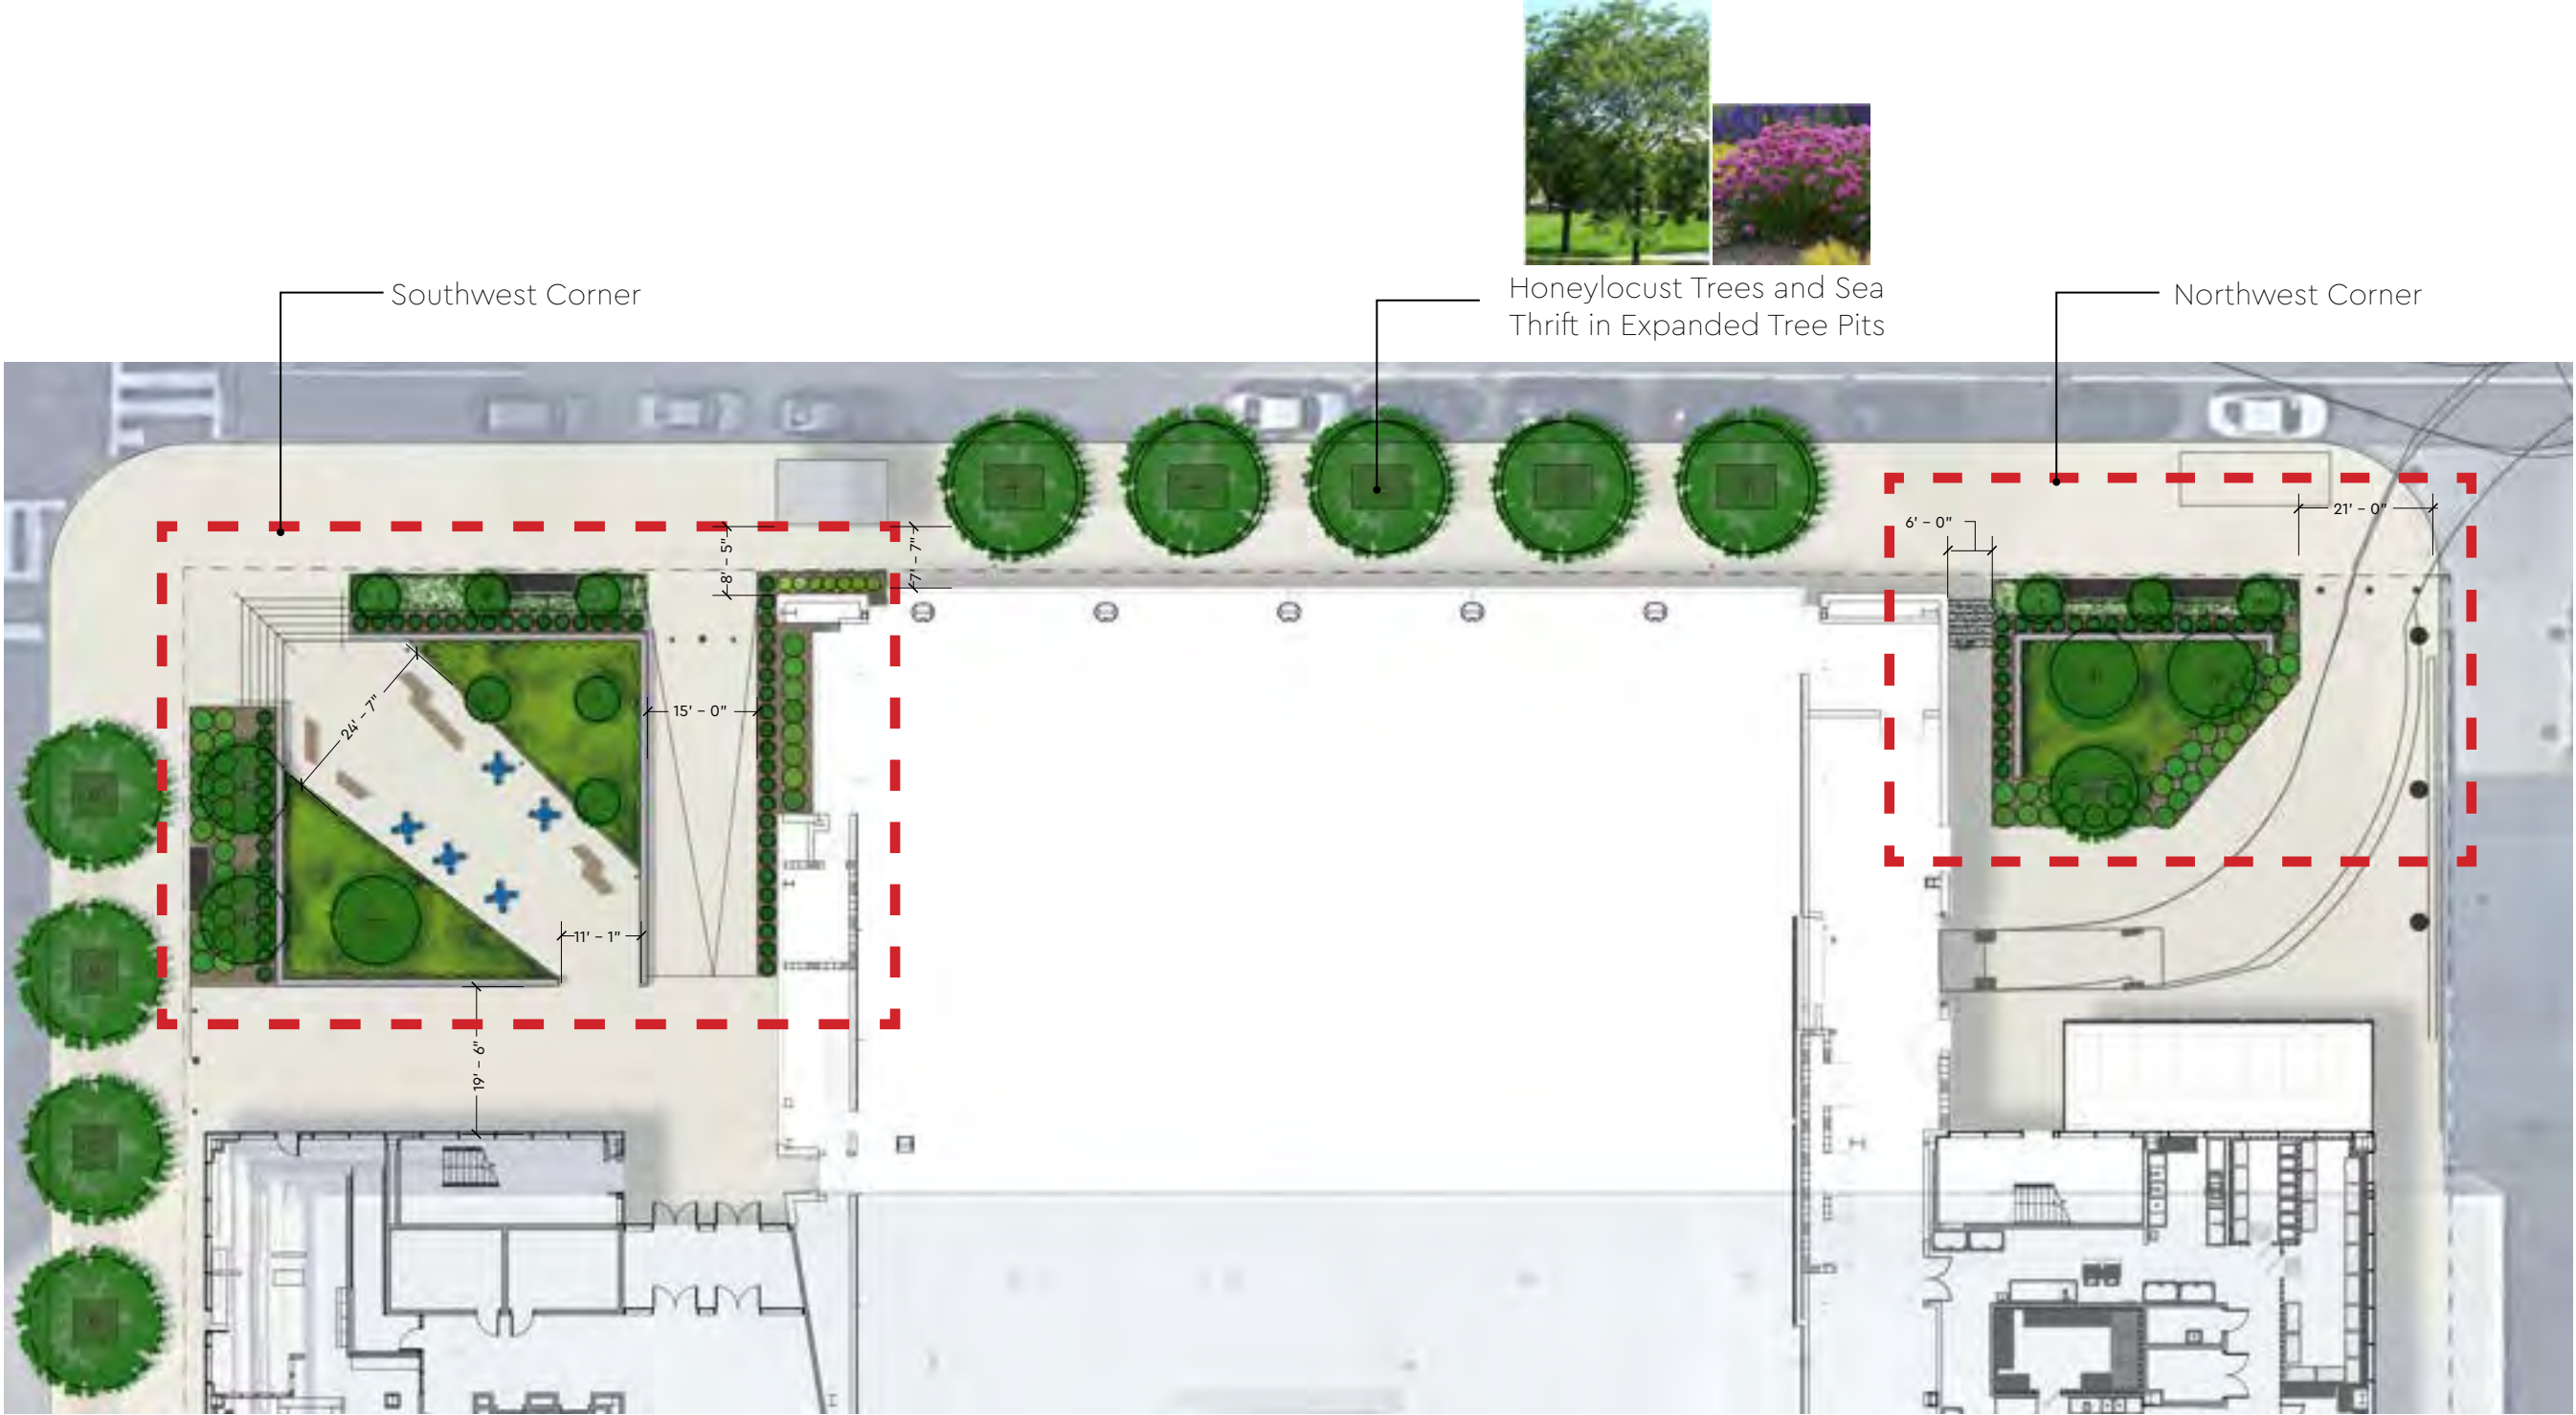 Honeylocust Trees and Sea
Thrift in Expanded Tree Pits
Southwest Corner
Northwest Corner
21' - 0"
6' - 0"
8' - 5"
7' - 7"
24' - 7"
15' - 0"
11' - 1"
19' - 6"